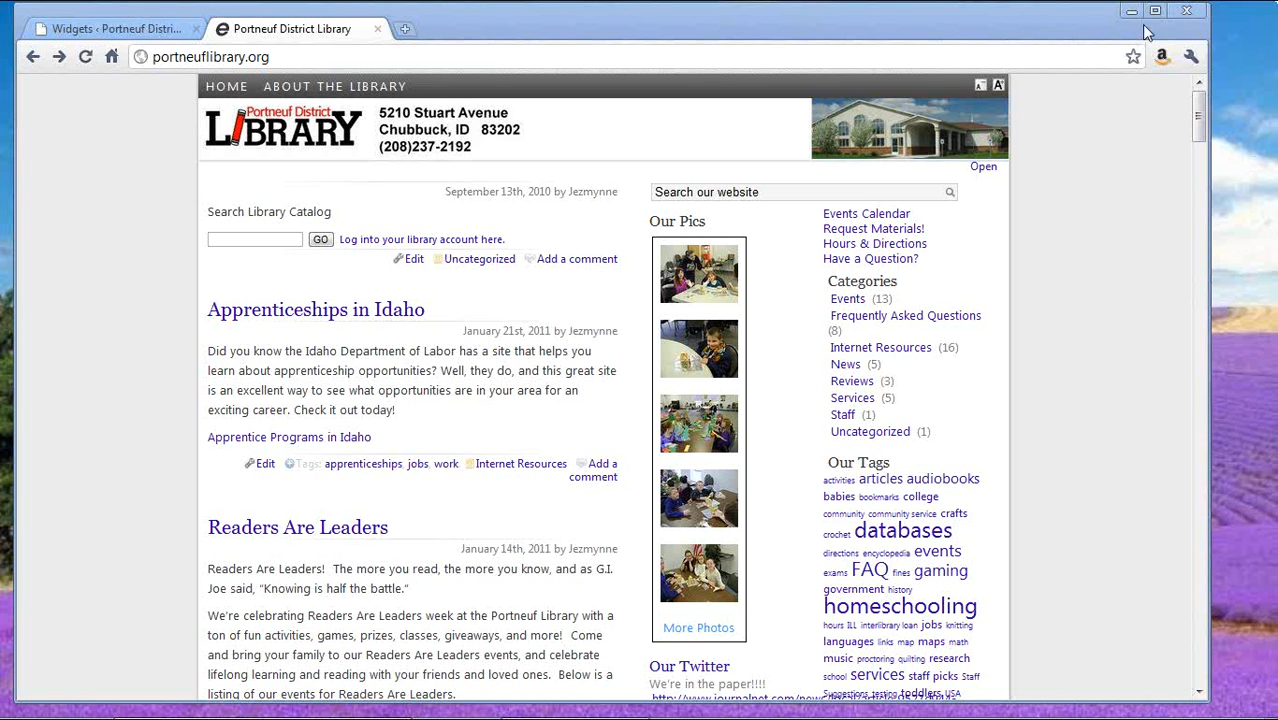 Widgets ‹ Portneuf Distri...
Portneuf District Library
portneuflibrary.org
HOME ABOUT THE LIBRARY
A- A+
Portneuf District
LIBRARY
5210 Stuart Avenue
Chubbuck, ID 83202
(208)237-2192
Open
September 13th, 2010 by Jezmynne
Search Library Catalog
GO Log into your library account here.
Edit Uncategorized Add a comment
Apprenticeships in Idaho
January 21st, 2011 by Jezmynne
Did you know the Idaho Department of Labor has a site that helps you
learn about apprenticeship opportunities? Well, they do, and this great site
is an excellent way to see what opportunities are in your area for an
exciting career. Check it out today!
Apprentice Programs in Idaho
Edit Tags: apprenticeships, jobs, work Internet Resources Add a
comment
Readers Are Leaders
January 14th, 2011 by Jezmynne
Readers Are Leaders! The more you read, the more you know, and as G.I.
Joe said, “Knowing is half the battle.”
We're celebrating Readers Are Leaders week at the Portneuf Library with a
ton of fun activities, games, prizes, classes, giveaways, and more! Come
and bring your family to our Readers Are Leaders events, and celebrate
lifelong learning and reading with your friends and loved ones. Below is a
listing of our events for Readers Are Leaders.
Search our website
Our Pics
More Photos
Our Twitter
We're in the paper!!!!
Events Calendar
Request Materials!
Hours & Directions
Have a Question?
Categories
Events (13)
Frequently Asked Questions
(8)
Internet Resources (16)
News (5)
Reviews (3)
Services (5)
Staff (1)
Uncategorized (1)
Our Tags
activities articles audiobooks
babies bookmarks college
community community service crafts
crochet databases
directions encyclopedia events
exams FAQ fines gaming
government history
homeschooling
hours ILL interlibrary loan jobs knitting
languages links map maps math
music proctoring quilting research
school services staff picks Staff
Suggestions testing toddlers USA